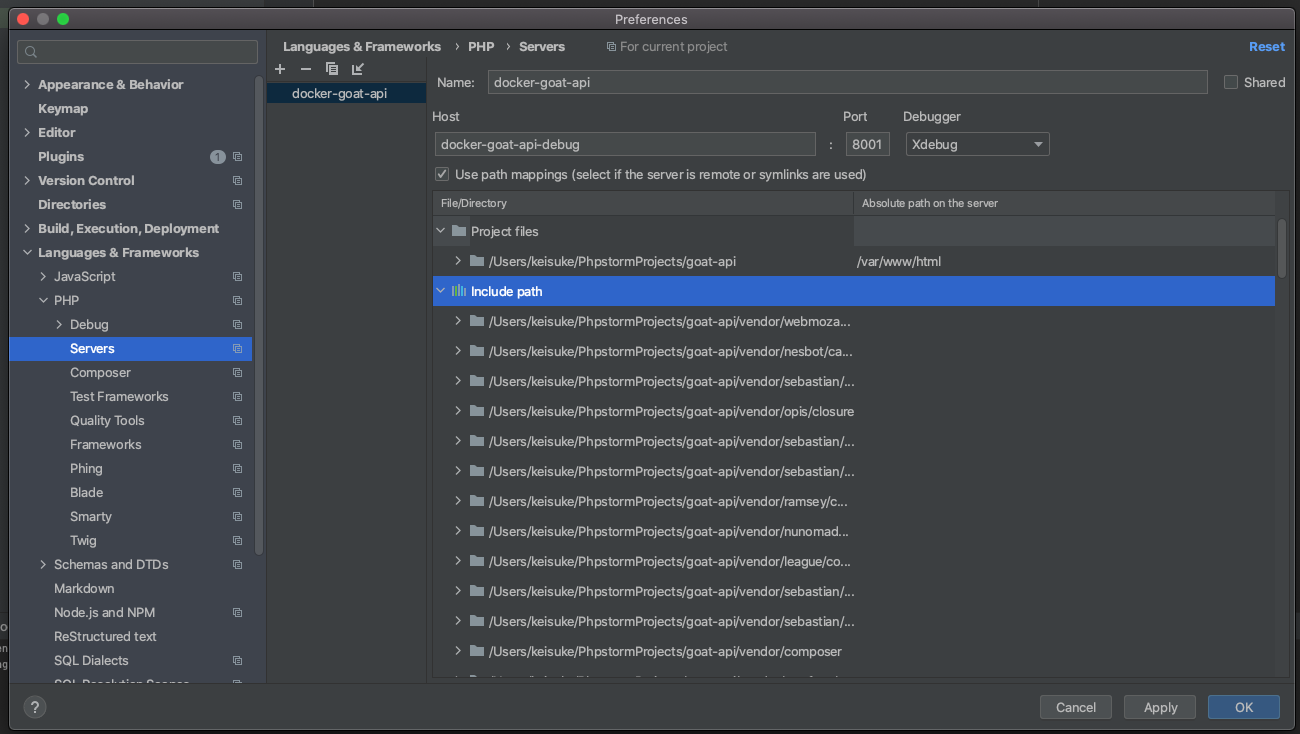 Preferences
Languages & Frameworks › PHP › Servers For current project Reset
Appearance & Behavior
Keymap
Editor
Plugins 1
Version Control
Directories
Build, Execution, Deployment
Languages & Frameworks
JavaScript
PHP
Debug
Servers
Composer
Test Frameworks
Quality Tools
Frameworks
Phing
Blade
Smarty
Twig
Schemas and DTDs
Markdown
Node.js and NPM
ReStructured text
SQL Dialects
SQL Resolution Scopes
docker-goat-api
Name: docker-goat-api Shared
Host Port Debugger
docker-goat-api-debug : 8001 Xdebug
Use path mappings (select if the server is remote or symlinks are used)
File/Directory Absolute path on the server
Project files
/Users/keisuke/PhpstormProjects/goat-api /var/www/html
Include path
/Users/keisuke/PhpstormProjects/goat-api/vendor/webmoza...
/Users/keisuke/PhpstormProjects/goat-api/vendor/nesbot/ca...
/Users/keisuke/PhpstormProjects/goat-api/vendor/sebastian/...
/Users/keisuke/PhpstormProjects/goat-api/vendor/opis/closure
/Users/keisuke/PhpstormProjects/goat-api/vendor/sebastian/...
/Users/keisuke/PhpstormProjects/goat-api/vendor/sebastian/...
/Users/keisuke/PhpstormProjects/goat-api/vendor/ramsey/c...
/Users/keisuke/PhpstormProjects/goat-api/vendor/nunomad...
/Users/keisuke/PhpstormProjects/goat-api/vendor/league/co...
/Users/keisuke/PhpstormProjects/goat-api/vendor/sebastian/...
/Users/keisuke/PhpstormProjects/goat-api/vendor/sebastian/...
/Users/keisuke/PhpstormProjects/goat-api/vendor/composer
? Cancel Apply OK